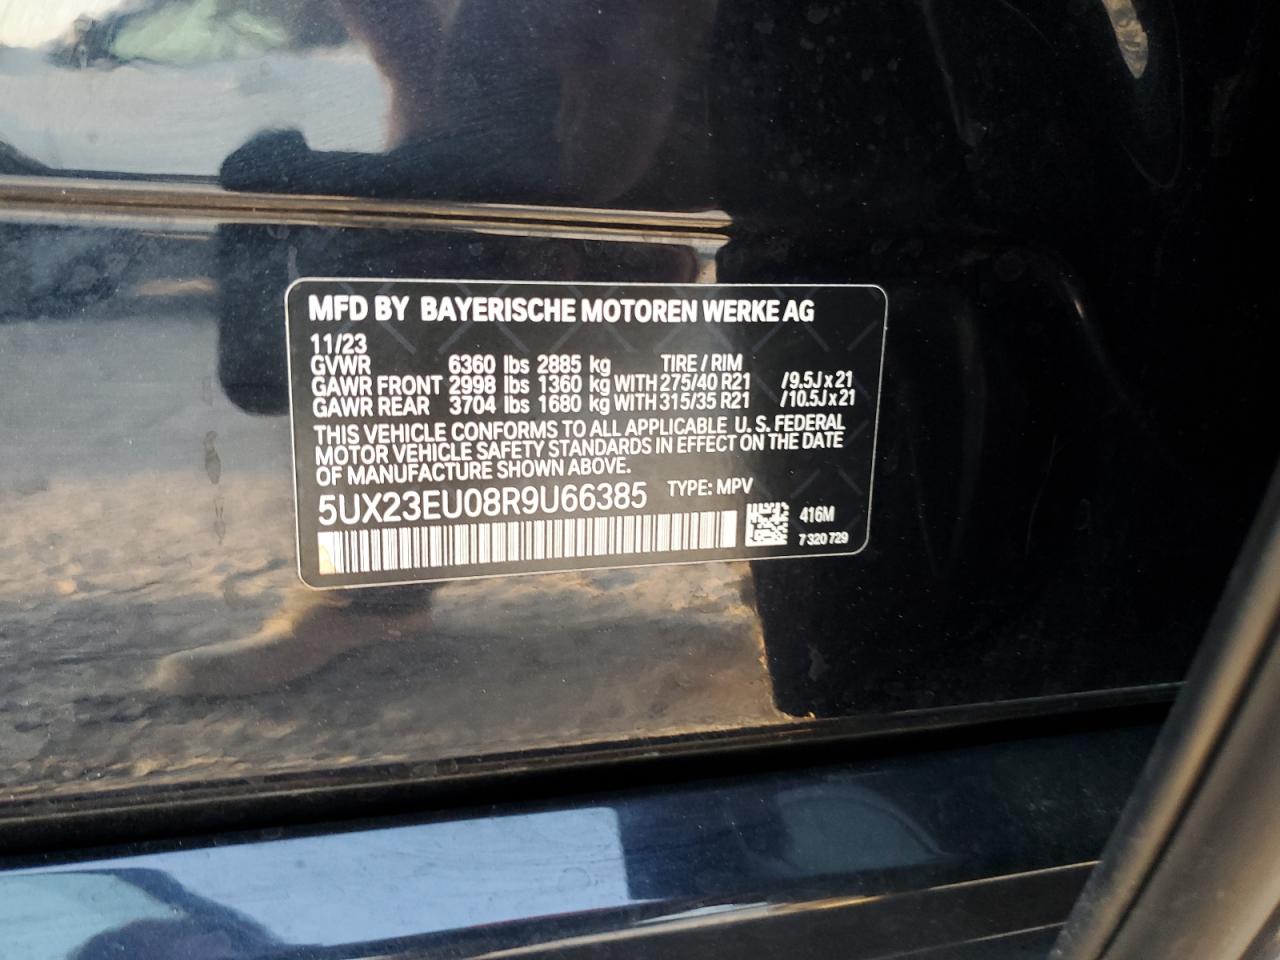 MFD BY BAYERISCHE MOTOREN WERKE AG
11/23
GVWR 6360 lbs 2885 kg TIRE / RIM
GAWR FRONT 2998 lbs 1360 kg WITH 275/40 R21 /9.5J x 21
GAWR REAR 3704 lbs 1680 kg WITH 315/35 R21 /10.5J x 21
THIS VEHICLE CONFORMS TO ALL APPLICABLE U. S. FEDERAL
MOTOR VEHICLE SAFETY STANDARDS IN EFFECT ON THE DATE
OF MANUFACTURE SHOWN ABOVE.
5UX23EU08R9U66385 TYPE: MPV
416M
7 320 729